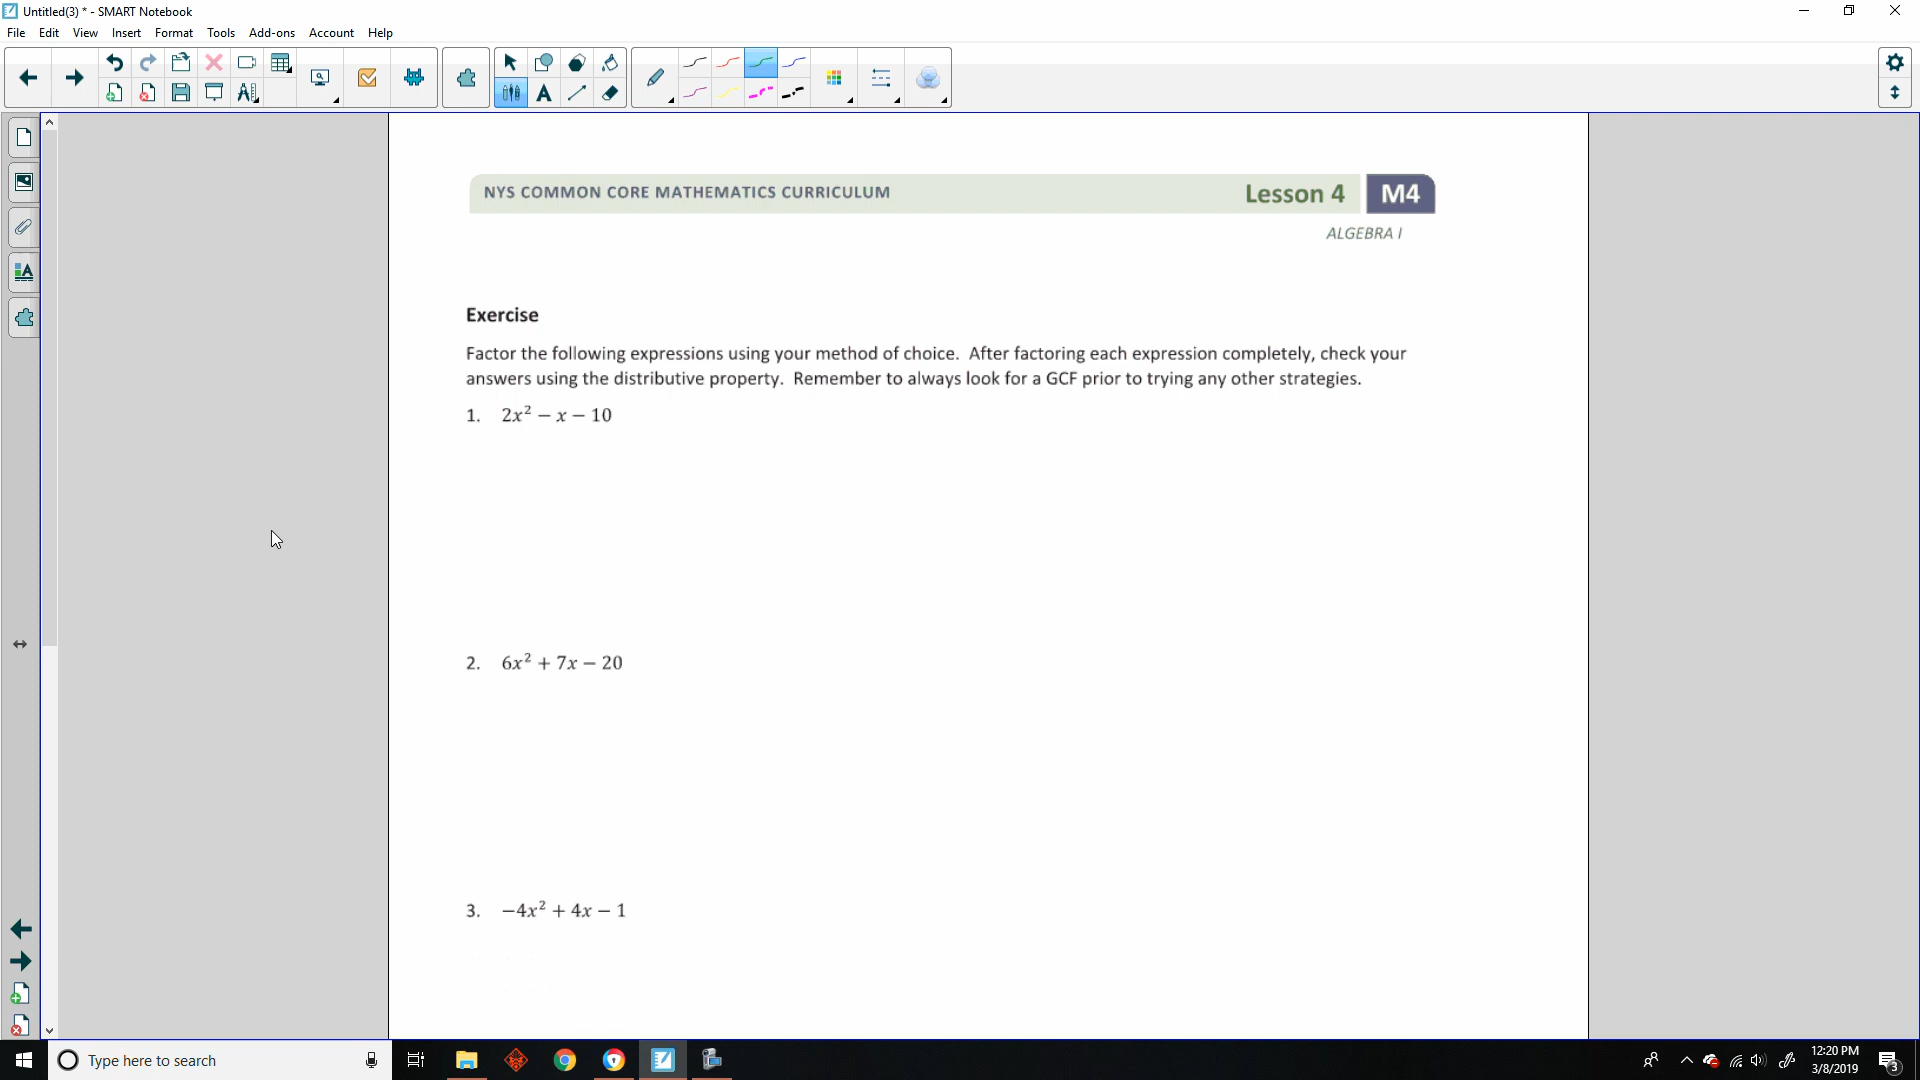 Untitled(3) * - SMART Notebook
File Edit View Insert Format Tools Add-ons Account Help
NYS COMMON CORE MATHEMATICS CURRICULUM Lesson 4 M4
ALGEBRA I
Exercise
Factor the following expressions using your method of choice. After factoring each expression completely, check your
answers using the distributive property. Remember to always look for a GCF prior to trying any other strategies.
1. 2x² − x − 10
2. 6x² + 7x − 20
3. −4x² + 4x − 1
Type here to search
12:20 PM
3/8/2019
3